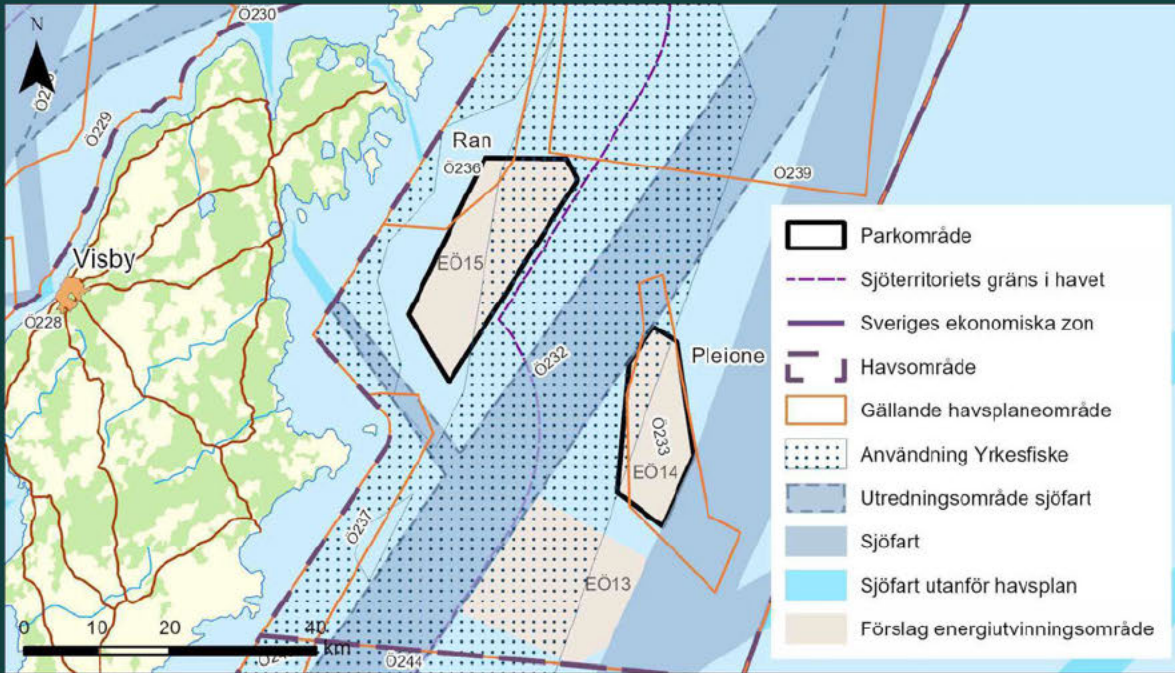 N
Ö230
Ö229
Ran
Ö236
Ö239
EÖ15
Visby
Ö228
Ö232
Pleione
Ö233
EÖ14
Ö237
EÖ13
Ö244
0 10 20 40
km
Parkområde
Sjöterritoriets gräns i havet
Sveriges ekonomiska zon
Havsområde
Gällande havsplaneområde
Användning Yrkesfiske
Utredningsområde sjöfart
Sjöfart
Sjöfart utanför havsplan
Förslag energiutvinningsområde